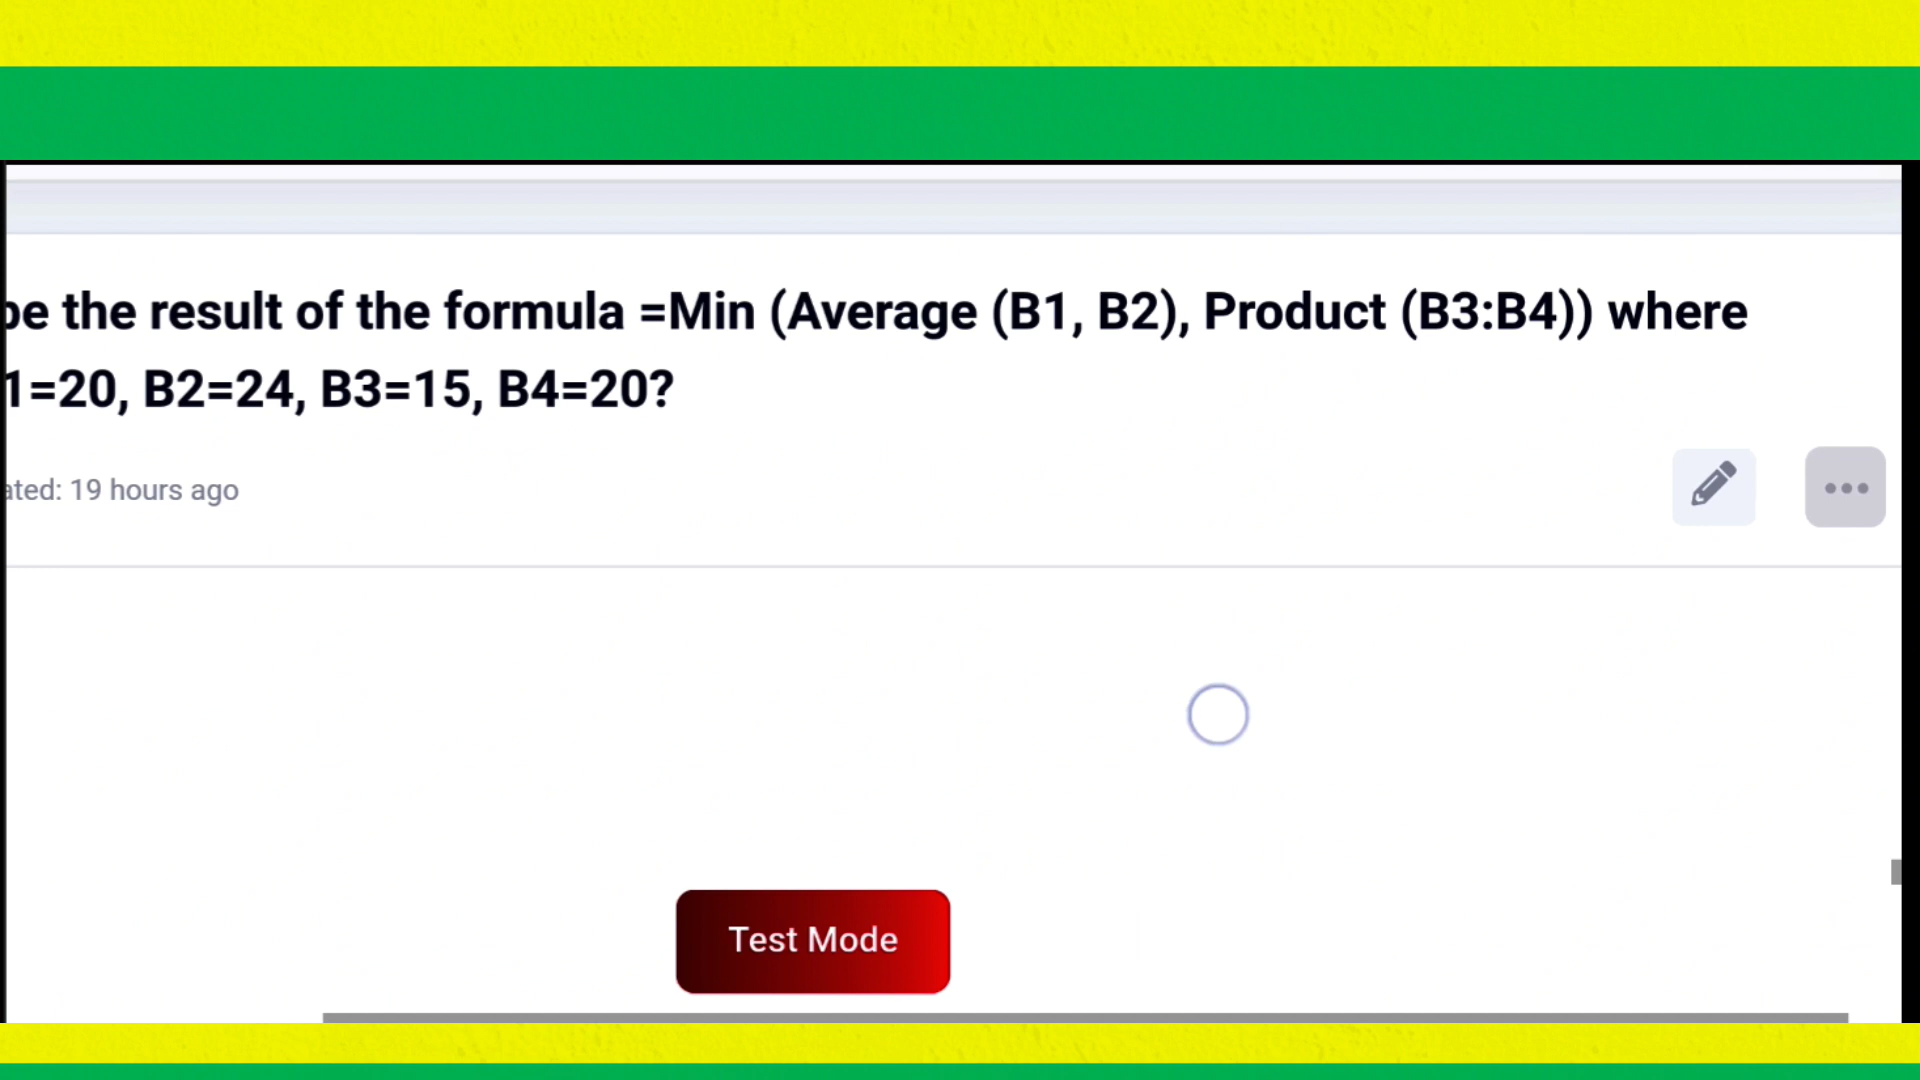 be the result of the formula =Min (Average (B1, B2), Product (B3:B4)) where
1=20, B2=24, B3=15, B4=20?
ated: 19 hours ago
Test Mode